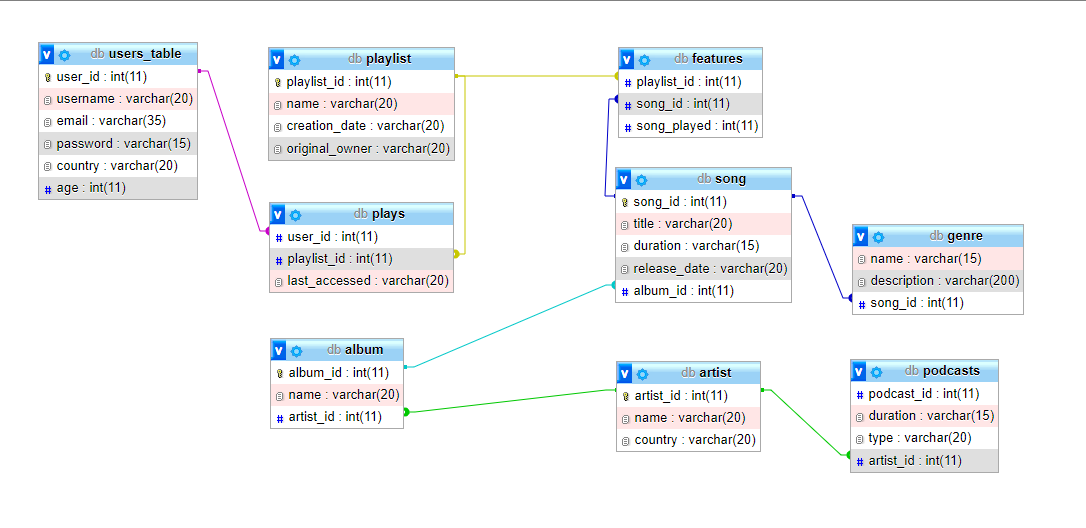 v db users_table
user_id : int(11)
username : varchar(20)
email : varchar(35)
password : varchar(15)
country : varchar(20)
# age : int(11)
v db playlist
playlist_id : int(11)
name : varchar(20)
creation_date : varchar(20)
original_owner : varchar(20)
v db features
# playlist_id : int(11)
# song_id : int(11)
# song_played : int(11)
v db plays
# user_id : int(11)
# playlist_id : int(11)
last_accessed : varchar(20)
v db song
song_id : int(11)
title : varchar(20)
duration : varchar(15)
release_date : varchar(20)
# album_id : int(11)
v db genre
name : varchar(15)
description : varchar(200)
# song_id : int(11)
v db album
album_id : int(11)
name : varchar(20)
# artist_id : int(11)
v db artist
artist_id : int(11)
name : varchar(20)
country : varchar(20)
v db podcasts
# podcast_id : int(11)
duration : varchar(15)
type : varchar(20)
# artist_id : int(11)